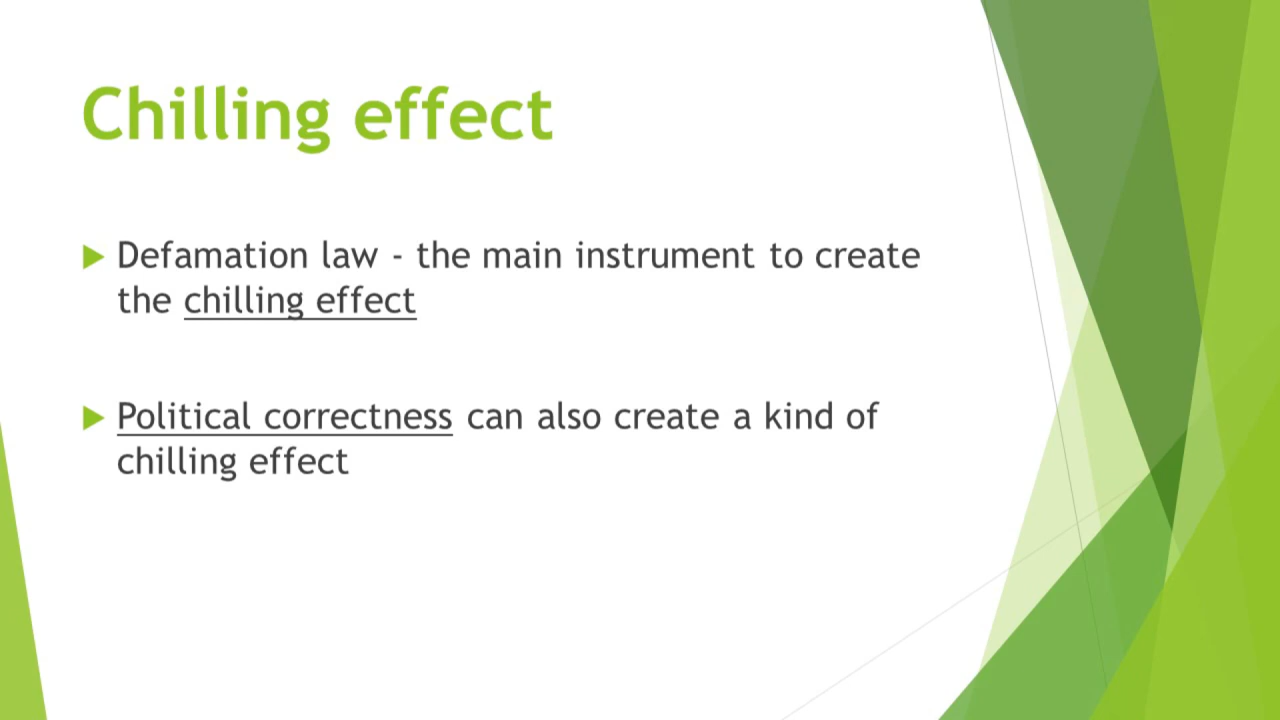 Chilling effect
Defamation law - the main instrument to create
the chilling effect
Political correctness can also create a kind of
chilling effect